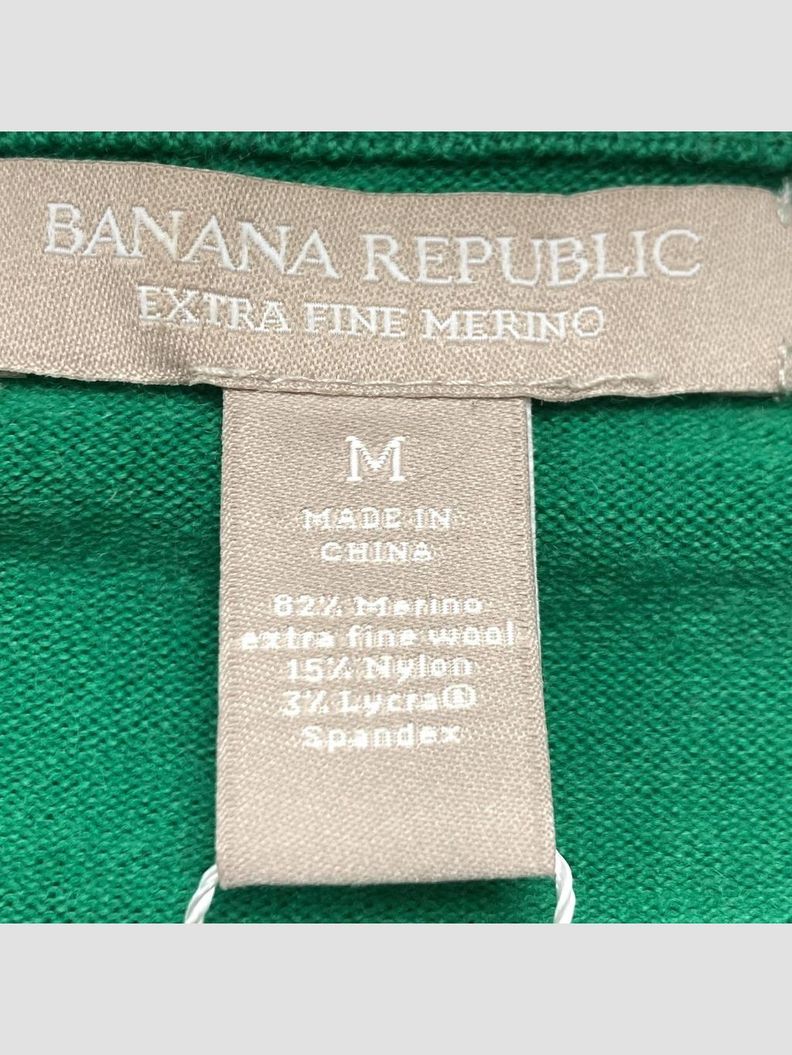 BANANA REPUBLIC
EXTRA FINE MERINO
M
MADE IN
CHINA
82% Merino
extra fine wool
15% Nylon
3% Lycra®
Spandex